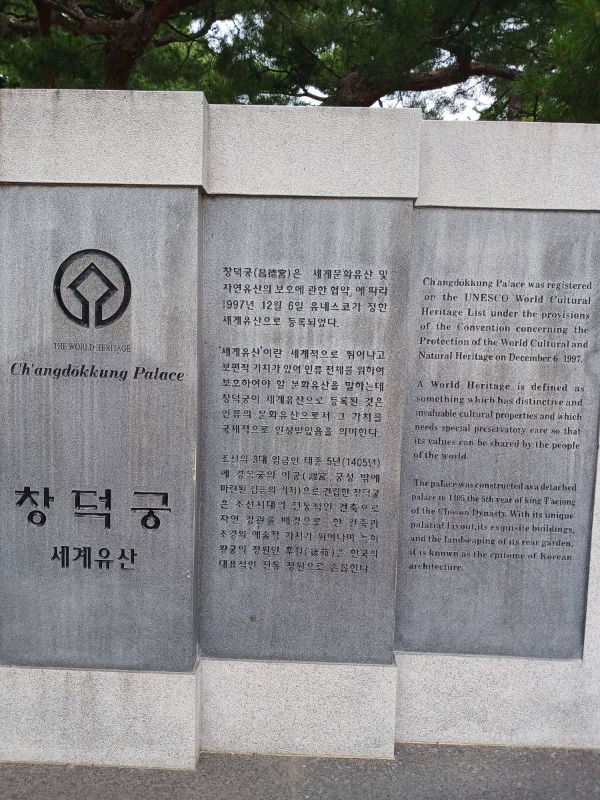 THE WORLD HERITAGE
Ch'angdŏkkung Palace
창덕궁
세계유산
창덕궁(昌德宮)은 세계문화유산 및
자연유산의 보호에 관한 협약, 에 따라
1997년 12월 6일 유네스코가 정한
세계유산으로 등록되었다.
'세계유산'이란 세계적으로 뛰어나고
보편적 가치가 있어 인류 전체를 위하여
보호하여야 할 문화유산을 말하는데
창덕궁이 세계유산으로 등록된 것은
인류의 문화유산으로서 그 가치를
국제적으로 인정받았음을 의미한다.
조선의 3대 임금인 태종 5년(1405년)
에 경복궁의 이궁(離宮 궁성 밖에
마련된 임금의 거처)으로 건립한 창덕궁
은 조선시대의 전통적인 건축으로
자연 경관을 배경으로 한 건축과
조경의 예술적 가치가 뛰어나며 특히
왕궁의 정원인 후원(後苑)은 한국의
대표적인 전통 정원으로 손꼽힌다.
Ch'angdŏkkung Palace was registered
on the UNESCO World Cultural
Heritage List under the provisions
of the Convention concerning the
Protection of the World Cultural and
Natural Heritage on December 6 1997.
A World Heritage is defined as
something which has distinctive and
invaluable cultural properties and which
needs special preservatory care so that
its values can be shared by the people
of the world.
The palace was constructed as a detached
palace in 1405, the 5th year of king T'aejong
of the Chosun Dynasty. With its unique
palatial layout, its exquisite buildings,
and the landscaping of its rear garden,
it is known as the epitome of Korean
architecture.